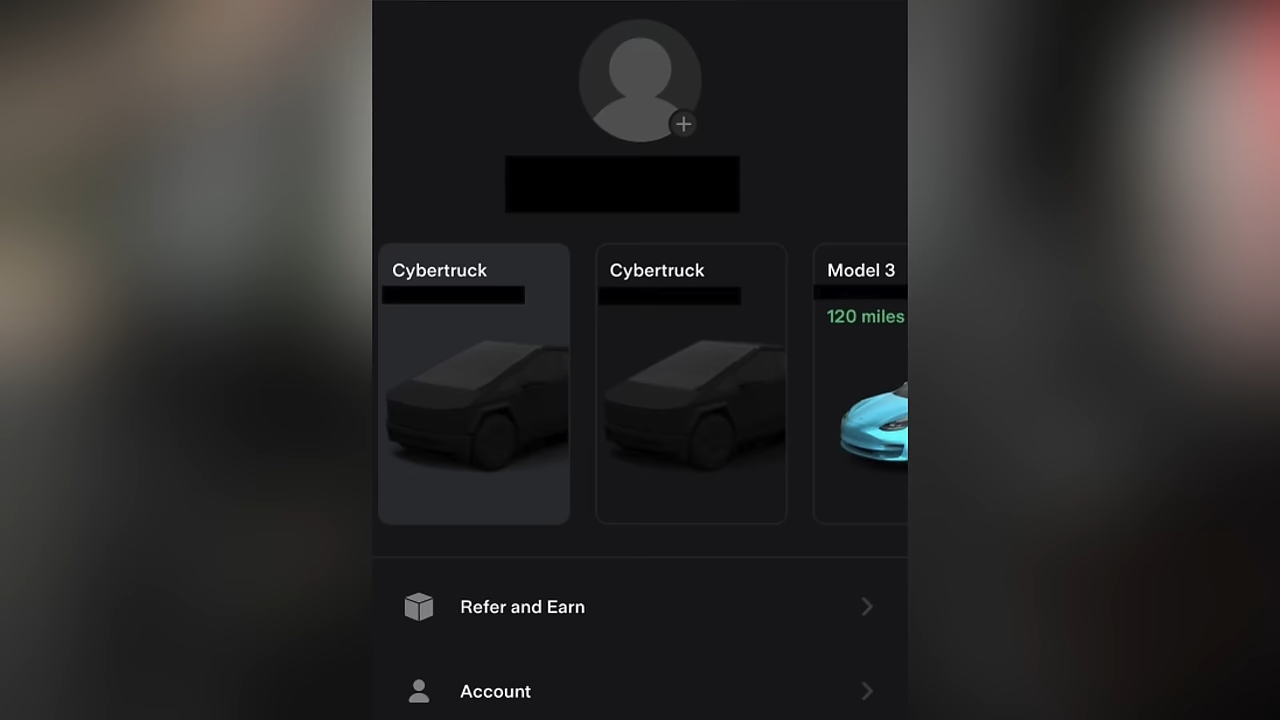 Cybertruck
Cybertruck
Model 3
120 miles
Refer and Earn
Account